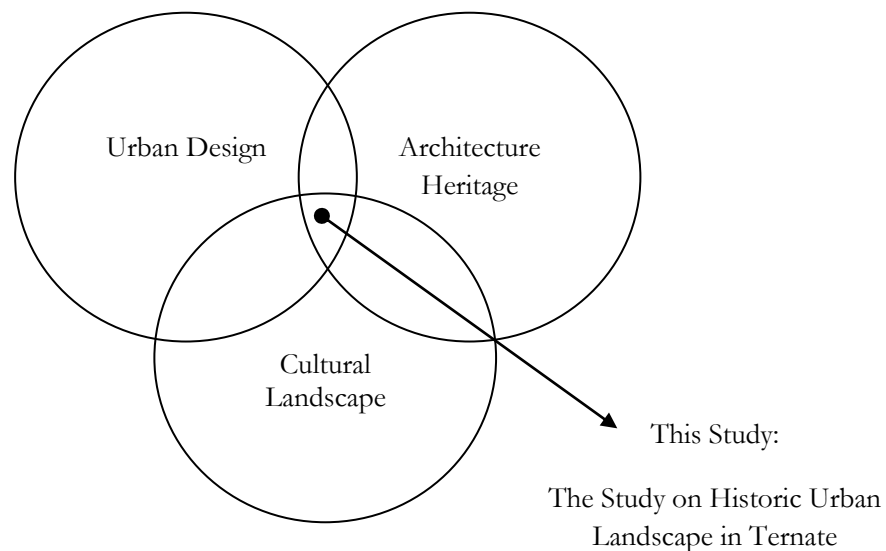 Urban Design
Architecture
Heritage
Cultural
Landscape
This Study:
The Study on Historic Urban
Landscape in Ternate